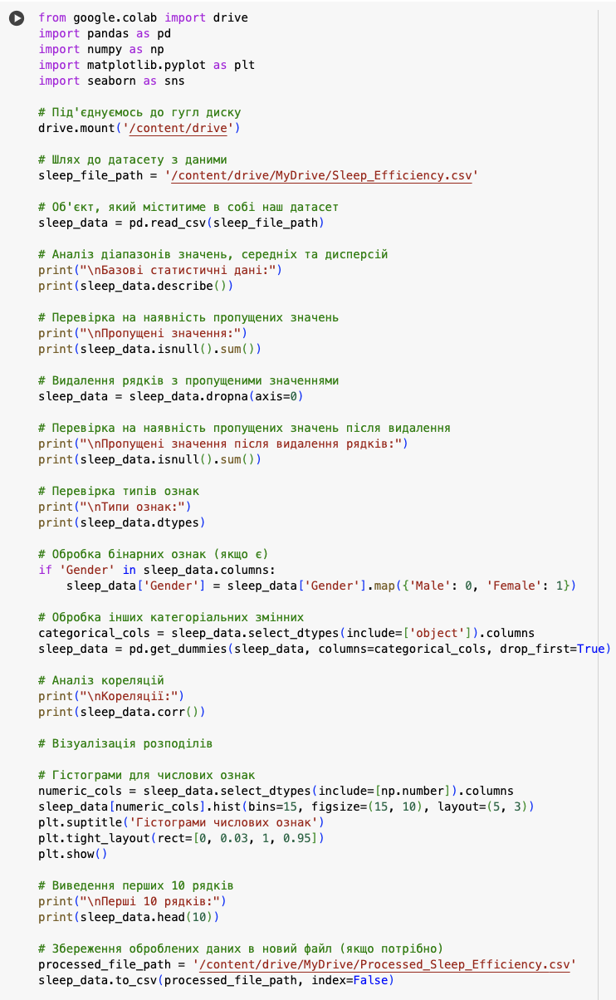 from google.colab import drive
import pandas as pd
import numpy as np
import matplotlib.pyplot as plt
import seaborn as sns
# Під'єднуємось до гугл диску
drive.mount('/content/drive')
# Шлях до датасету з даними
sleep_file_path = '/content/drive/MyDrive/Sleep_Efficiency.csv'
# Об'єкт, який міститиме в собі наш датасет
sleep_data = pd.read_csv(sleep_file_path)
# Аналіз діапазонів значень, середніх та дисперсій
print("\nБазові статистичні дані:")
print(sleep_data.describe())
# Перевірка на наявність пропущених значень
print("\nПропущені значення:")
print(sleep_data.isnull().sum())
# Видалення рядків з пропущеними значеннями
sleep_data = sleep_data.dropna(axis=0)
# Перевірка на наявність пропущених значень після видалення
print("\nПропущені значення після видалення рядків:")
print(sleep_data.isnull().sum())
# Перевірка типів ознак
print("\nТипи ознак:")
print(sleep_data.dtypes)
# Обробка бінарних ознак (якщо є)
if 'Gender' in sleep_data.columns:
    sleep_data['Gender'] = sleep_data['Gender'].map({'Male': 0, 'Female': 1})
# Обробка інших категоріальних змінних
categorical_cols = sleep_data.select_dtypes(include=['object']).columns
sleep_data = pd.get_dummies(sleep_data, columns=categorical_cols, drop_first=True)
# Аналіз кореляцій
print("\nКореляції:")
print(sleep_data.corr())
# Візуалізація розподілів
# Гістограми для числових ознак
numeric_cols = sleep_data.select_dtypes(include=[np.number]).columns
sleep_data[numeric_cols].hist(bins=15, figsize=(15, 10), layout=(5, 3))
plt.suptitle('Гістограми числових ознак')
plt.tight_layout(rect=[0, 0.03, 1, 0.95])
plt.show()
# Виведення перших 10 рядків
print("\nПерші 10 рядків:")
print(sleep_data.head(10))
# Збереження оброблених даних в новий файл (якщо потрібно)
processed_file_path = '/content/drive/MyDrive/Processed_Sleep_Efficiency.csv'
sleep_data.to_csv(processed_file_path, index=False)